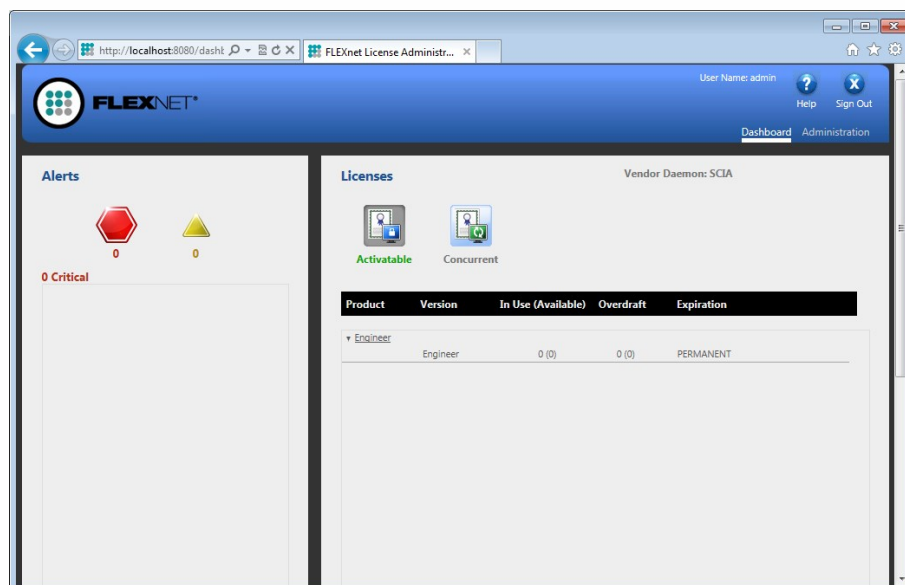 http://localhost:8080/dasht
FLEXnet License Administr...
User Name: admin
FLEXNET
Help
Sign Out
Dashboard
Administration
Alerts
0
0
0 Critical
Licenses
Vendor Daemon: SCIA
Activatable
Concurrent
Product Version In Use (Available) Overdraft Expiration
Engineer
Engineer 0 (0) 0 (0) PERMANENT